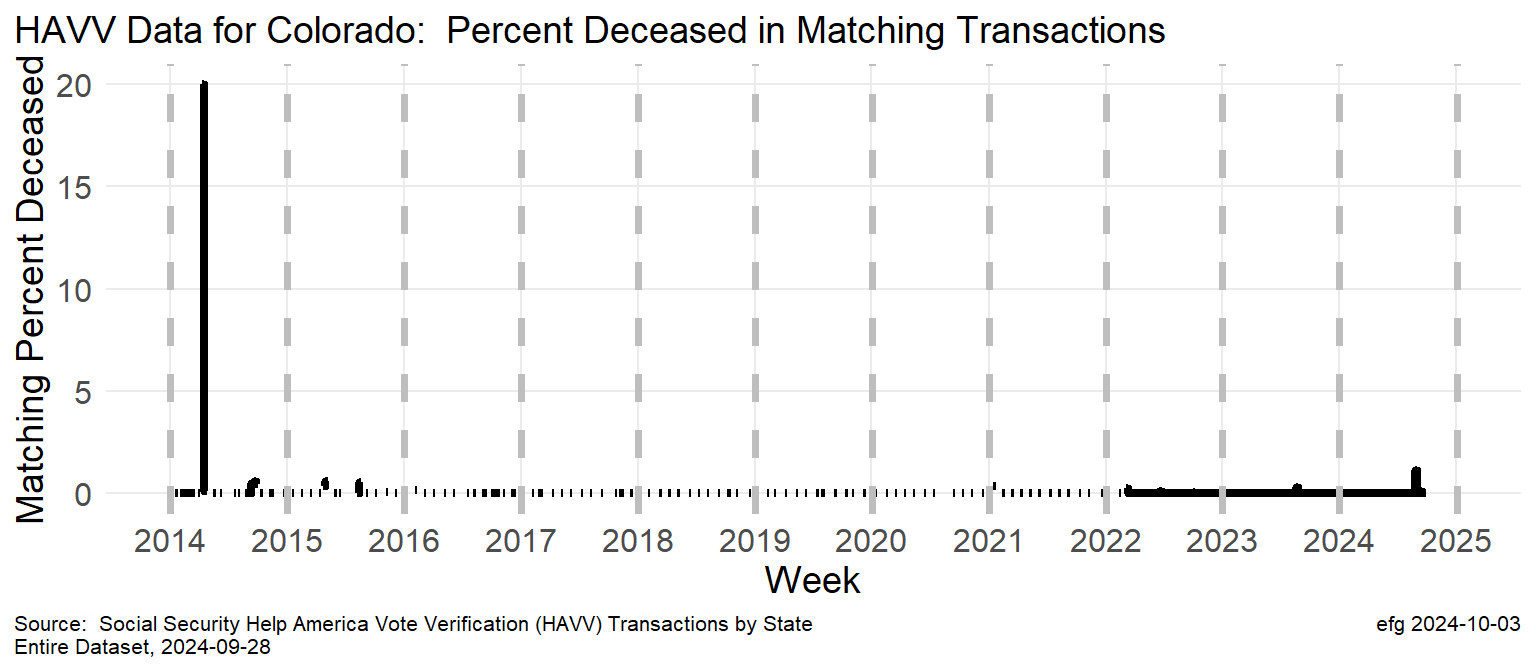 HAVV Data for Colorado:  Percent Deceased in Matching Transactions
Matching Percent Deceased
20
15
10
5
0
2014 2015 2016 2017 2018 2019 2020 2021 2022 2023 2024 2025
Week
Source:  Social Security Help America Vote Verification (HAVV) Transactions by State
Entire Dataset, 2024-09-28
efg 2024-10-03